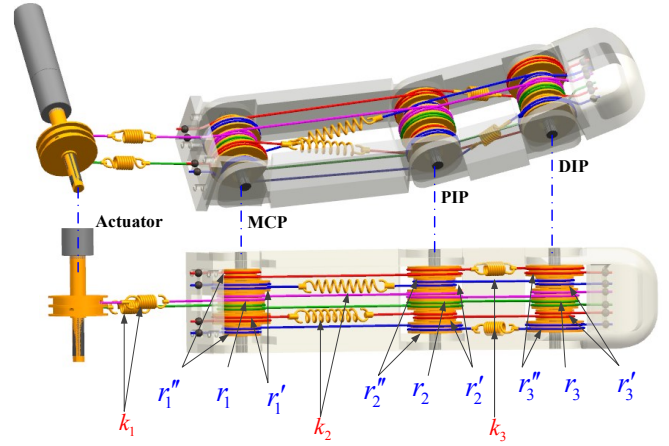 DIP
PIP
MCP
Actuator
r₁″ r₁ r₁′ r₂″ r₂ r₂′ r₃″ r₃ r₃′
k₁ k₂ k₃